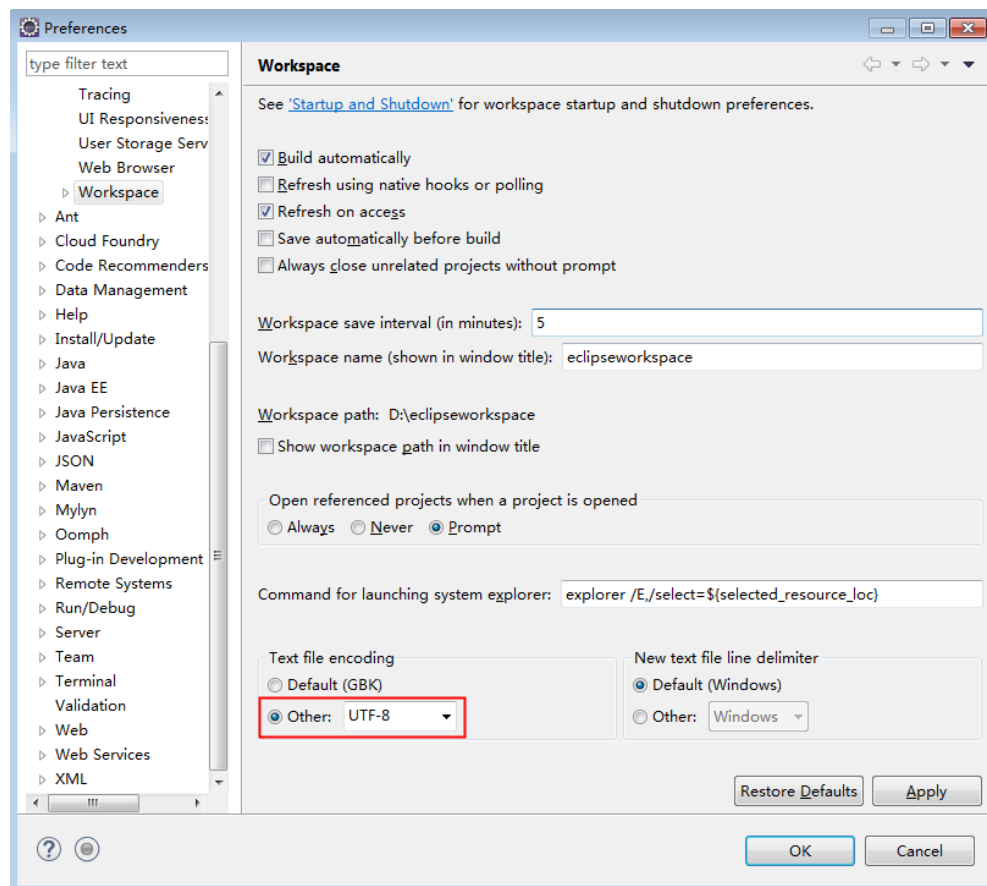 Preferences
type filter text
Tracing
UI Responsiveness
User Storage Serv
Web Browser
Workspace
Ant
Cloud Foundry
Code Recommenders
Data Management
Help
Install/Update
Java
Java EE
Java Persistence
JavaScript
JSON
Maven
Mylyn
Oomph
Plug-in Development
Remote Systems
Run/Debug
Server
Team
Terminal
Validation
Web
Web Services
XML
Workspace
See 'Startup and Shutdown' for workspace startup and shutdown preferences.
Build automatically
Refresh using native hooks or polling
Refresh on access
Save automatically before build
Always close unrelated projects without prompt
Workspace save interval (in minutes): 5
Workspace name (shown in window title): eclipseworkspace
Workspace path: D:\eclipseworkspace
Show workspace path in window title
Open referenced projects when a project is opened
Always Never Prompt
Command for launching system explorer: explorer /E,/select=${selected_resource_loc}
Text file encoding
Default (GBK)
Other: UTF-8
New text file line delimiter
Default (Windows)
Other: Windows
Restore Defaults Apply
OK Cancel